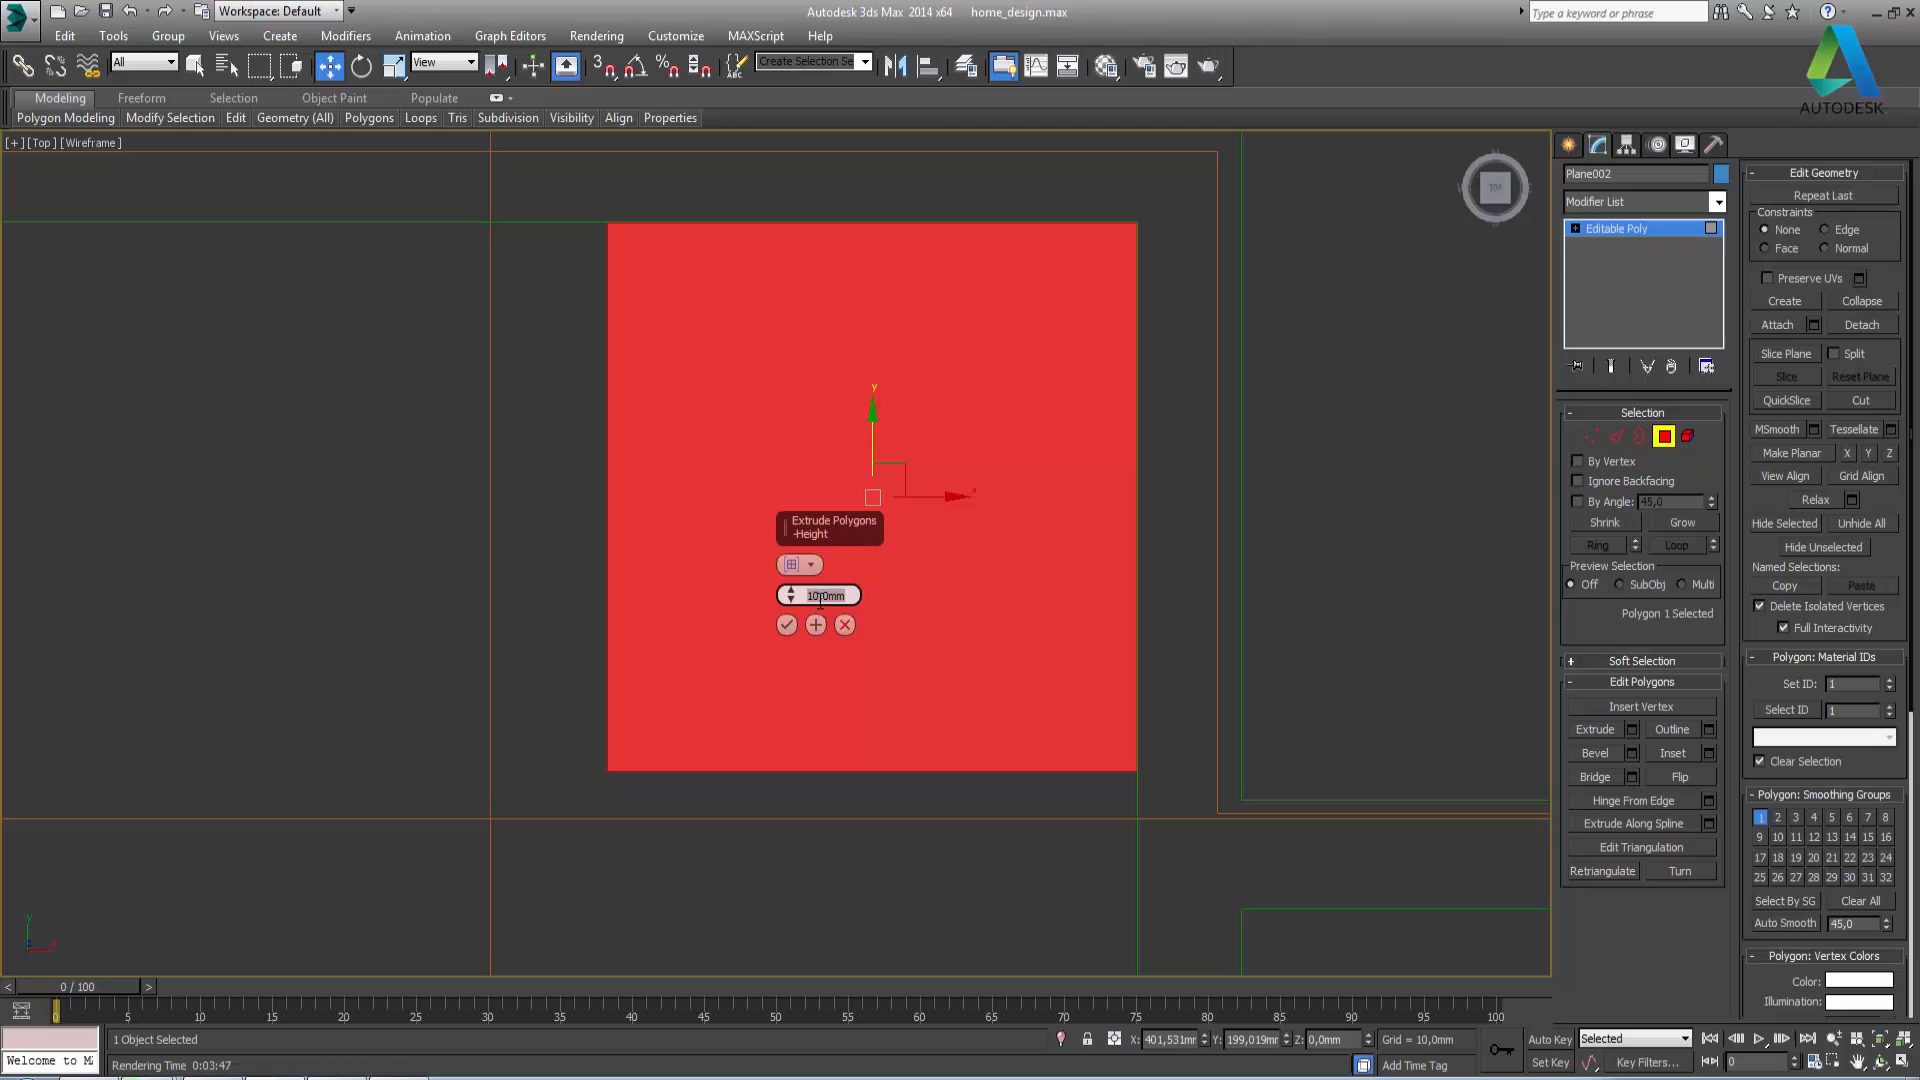 Workspace: Default
Autodesk 3ds Max 2014 x64 home_design.max
Type a keyword or phrase
Edit Tools Group Views Create Modifiers Animation Graph Editors Rendering Customize MAXScript Help
All
View
3
Create Selection Se
AUTODESK
Modeling Freeform Selection Object Paint Populate
Polygon Modeling Modify Selection Edit Geometry (All) Polygons Loops Tris Subdivision Visibility Align Properties
[+] [Top] [Wireframe]
TOP
y
x
Extrude Polygons
-Height
10,0mm
Plane002
Modifier List
Editable Poly
Selection
By Vertex
Ignore Backfacing
By Angle: 45,0
Shrink Grow
Ring Loop
Preview Selection
Off SubObj Multi
Polygon 1 Selected
Soft Selection
Edit Polygons
Insert Vertex
Extrude Outline
Bevel Inset
Bridge Flip
Hinge From Edge
Extrude Along Spline
Edit Triangulation
Retriangulate Turn
Edit Geometry
Repeat Last
Constraints
None Edge
Face Normal
Preserve UVs
Create Collapse
Attach Detach
Slice Plane Split
Slice Reset Plane
QuickSlice Cut
MSmooth Tessellate
Make Planar X Y Z
View Align Grid Align
Relax
Hide Selected Unhide All
Hide Unselected
Named Selections:
Copy Paste
Delete Isolated Vertices
Full Interactivity
Polygon: Material IDs
Set ID: 1
Select ID 1
Clear Selection
Polygon: Smoothing Groups
1 2 3 4 5 6 7 8
9 10 11 12 13 14 15 16
17 18 19 20 21 22 23 24
25 26 27 28 29 30 31 32
Select By SG Clear All
Auto Smooth 45,0
Polygon: Vertex Colors
Color:
Illumination:
< 0 / 100 >
0 5 10 15 20 25 30 35 40 45 50 55 60 65 70 75 80 85 90 95 100
1 Object Selected
X: 401,531mr Y: 199,019mr Z: 0,0mm Grid = 10,0mm
Auto Key Selected
Welcome to Mi
Rendering Time 0:03:47
Add Time Tag
Set Key Key Filters... 0